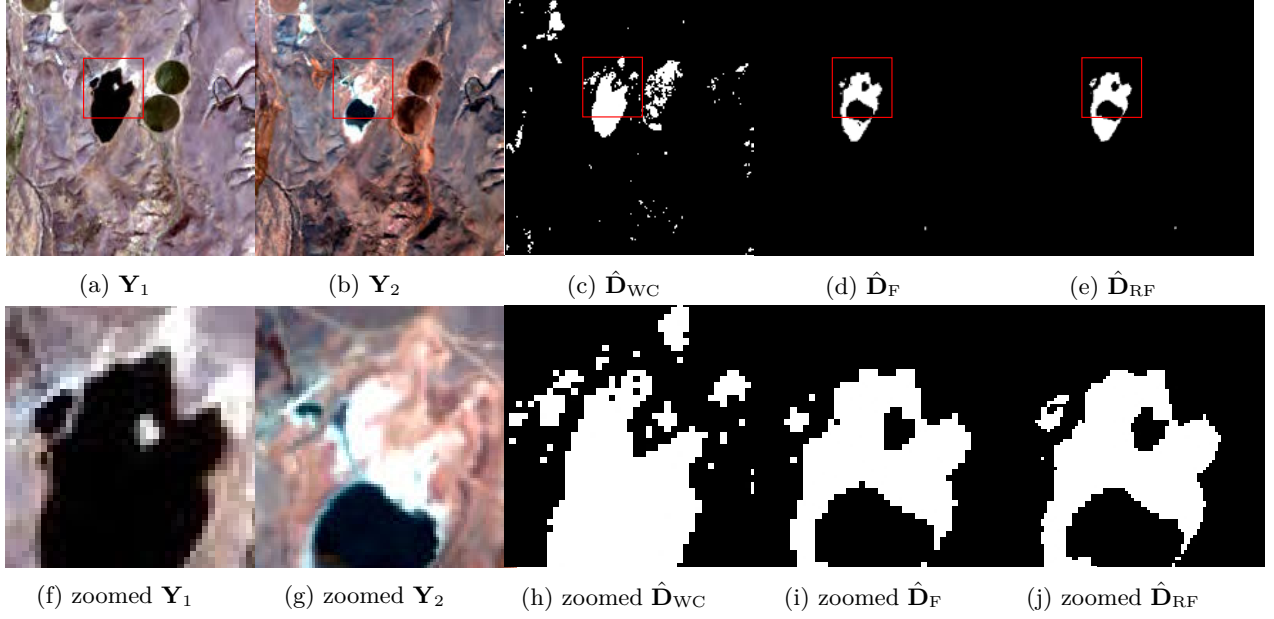 (a) Y₁ (b) Y₂ (c) D̂_WC (d) D̂_F (e) D̂_RF
(f) zoomed Y₁ (g) zoomed Y₂ (h) zoomed D̂_WC (i) zoomed D̂_F (j) zoomed D̂_RF